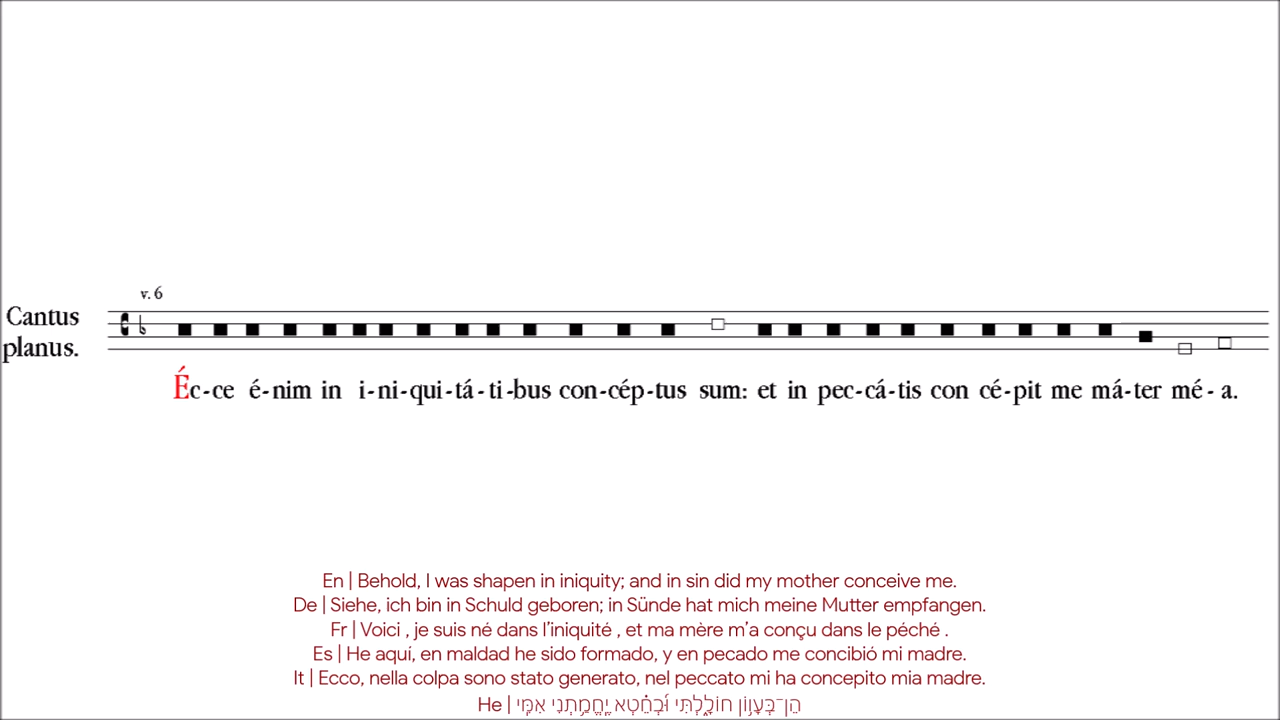 v. 6
Cantus
planus.
Éc-ce é-nim in i-ni-qui-tá-ti-bus con-cép-tus sum: et in pec-cá-tis con cé-pit me má-ter mé-a.
En | Behold, I was shapen in iniquity; and in sin did my mother conceive me.
De | Siehe, ich bin in Schuld geboren; in Sünde hat mich meine Mutter empfangen.
Fr | Voici , je suis né dans l'iniquité , et ma mère m'a conçu dans le péché .
Es | He aquí, en maldad he sido formado, y en pecado me concibió mi madre.
It | Ecco, nella colpa sono stato generato, nel peccato mi ha concepito mia madre.
He | הֵן־בְּעָו֥וֹן חוֹלָ֑לְתִּי וּ֝בְחֵ֗טְא יֶֽחֱמַ֥תְנִי אִמִּֽי